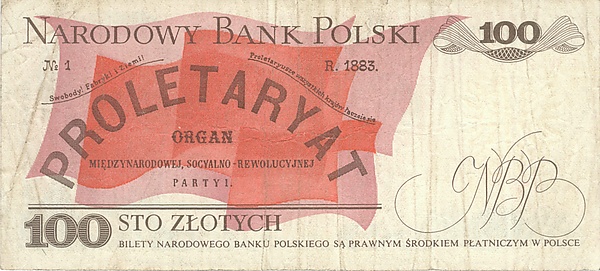 NARODOWY BANK POLSKI
100
№ 1
R. 1883.
Swobody! Fabryki i Ziemi!
Proletaryusze wszystkich krajów łączcie się
PROLETARYAT
ORGAN
MIĘDZYNARODOWEJ, SOCYALNO-REWOLUCYJNEJ
PARTYI.
NBP
100 STO ZŁOTYCH
BILETY NARODOWEGO BANKU POLSKIEGO SĄ PRAWNYM ŚRODKIEM PŁATNICZYM W POLSCE